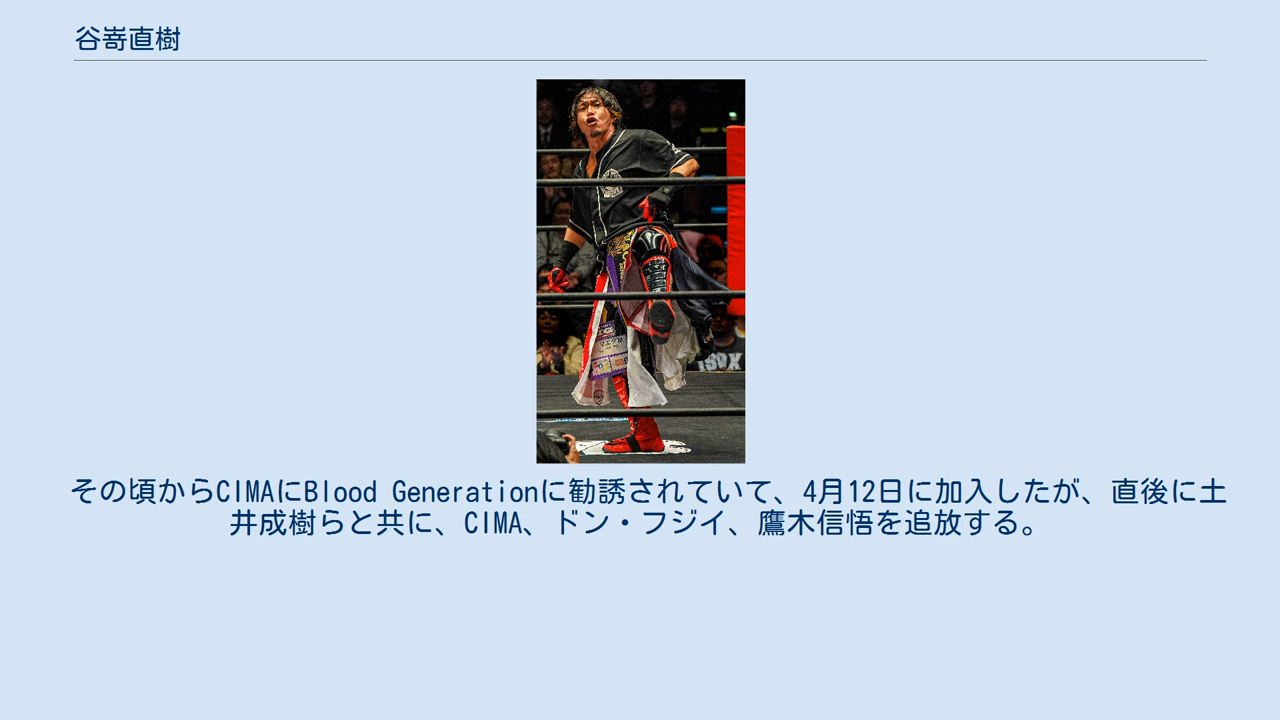 谷嵜直樹
その頃からCIMAにBlood Generationに勧誘されていて、4月12日に加入したが、直後に土
井成樹らと共に、CIMA、ドン・フジイ、鷹木信悟を追放する。